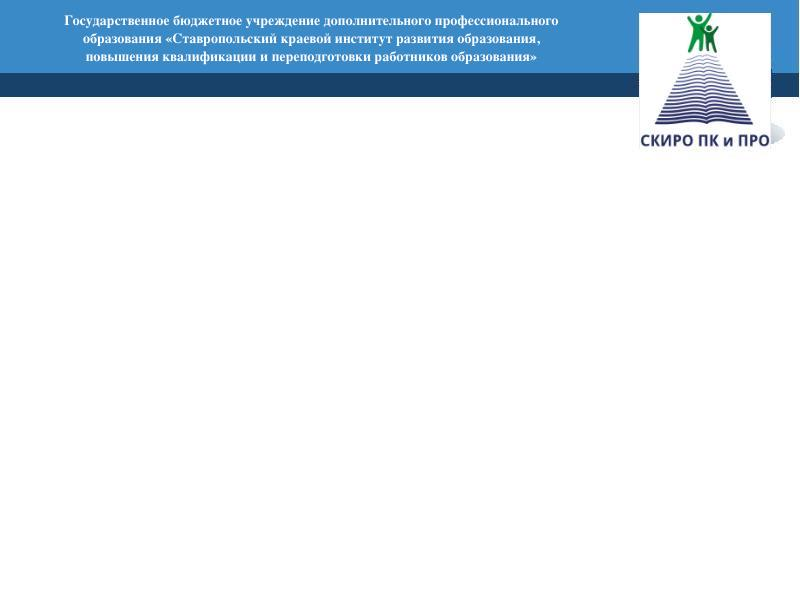 Государственное бюджетное учреждение дополнительного профессионального
образования «Ставропольский краевой институт развития образования,
повышения квалификации и переподготовки работников образования»
СКИРО ПК и ПРО